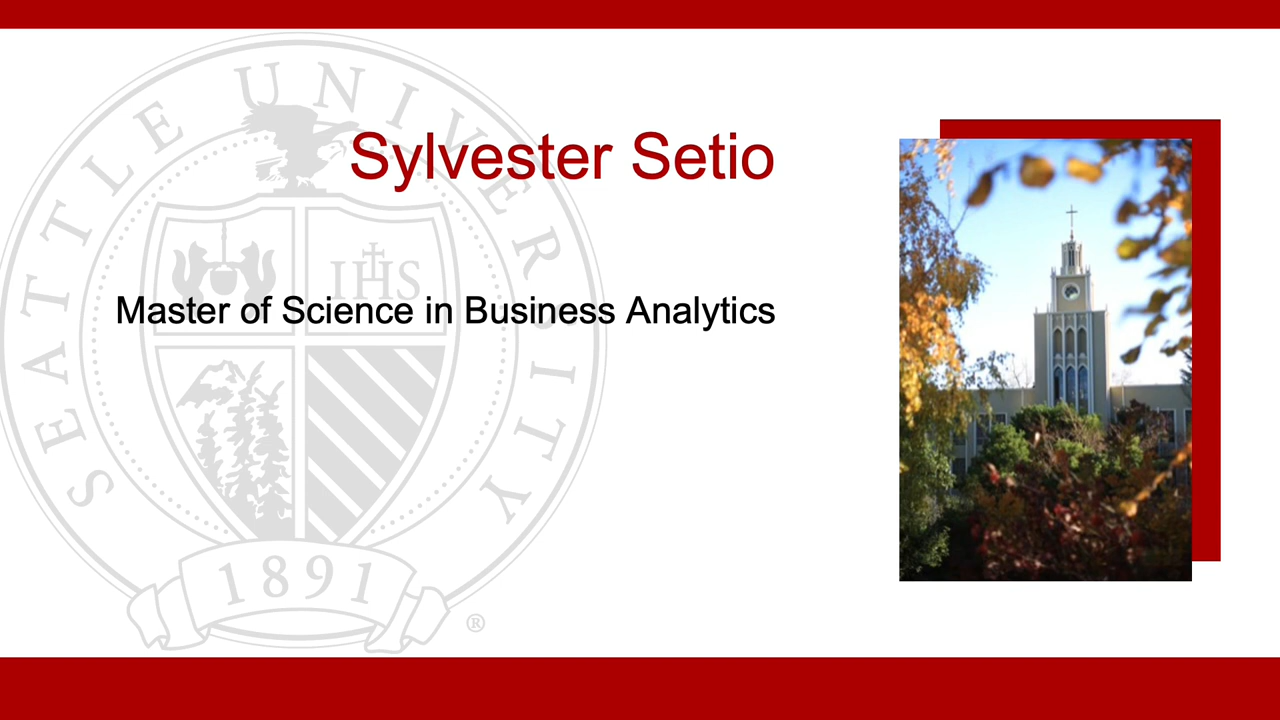 SEATTLE UNIVERSITY
Sylvester Setio
IHS
Master of Science in Business Analytics
1891
®